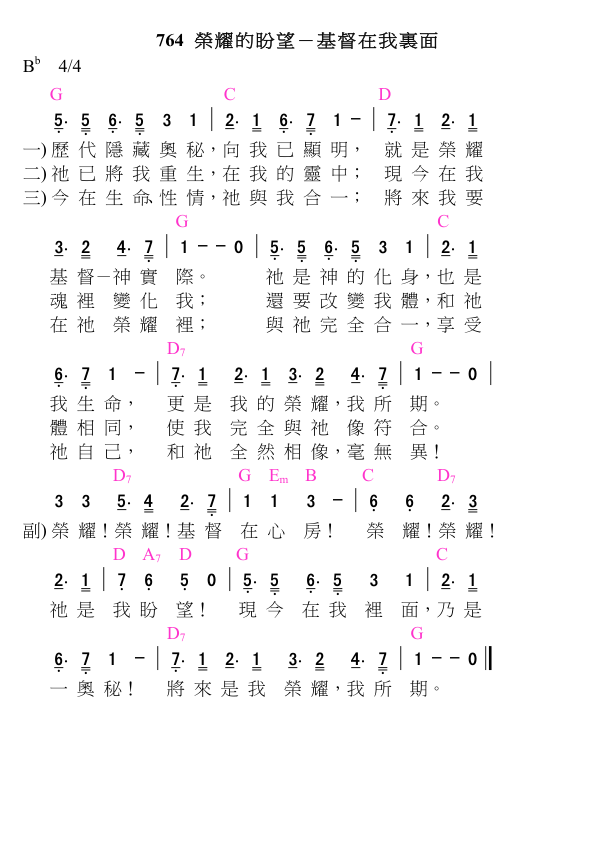 764 榮耀的盼望－基督在我裏面
Bb 4/4
G C D
5. 5 6. 5 3 1 | 2. 1 6. 7 1 － | 7. 1 2. 1
一) 歷 代 隱 藏 奧 秘，向 我 已 顯 明， 就 是 榮 耀
二) 祂 已 將 我 重 生，在 我 的 靈 中； 現 今 在 我
三) 今 在 生 命、性 情，祂 與 我 合 一； 將 來 我 要
G C
3. 2 4. 7 | 1 － － 0 | 5. 5 6. 5 3 1 | 2. 1
基 督－神 實 際。 祂 是 神 的 化 身，也 是
魂 裡 變 化 我； 還 要 改 變 我 體，和 祂
在 祂 榮 耀 裡； 與 祂 完 全 合 一，享 受
D7 G
6. 7 1 － | 7. 1 2. 1 3. 2 4. 7 | 1 － － 0 |
我 生 命， 更 是 我 的 榮 耀，我 所 期。
體 相 同， 使 我 完 全 與 祂 像 符 合。
祂 自 己， 和 祂 全 然 相 像，毫 無 異！
D7 G Em B C D7
3 3 5. 4 2. 7 | 1 1 3 － | 6 6 2. 3
副) 榮 耀！榮 耀！基 督 在 心 房！ 榮 耀！榮 耀！
D A7 D G C
2. 1 | 7 6 5 0 | 5. 5 6. 5 3 1 | 2. 1
祂 是 我 盼 望！ 現 今 在 我 裡 面，乃 是
D7 G
6. 7 1 － | 7. 1 2. 1 3. 2 4. 7 | 1 － － 0 ‖
一 奧 秘！ 將 來 是 我 榮 耀，我 所 期。